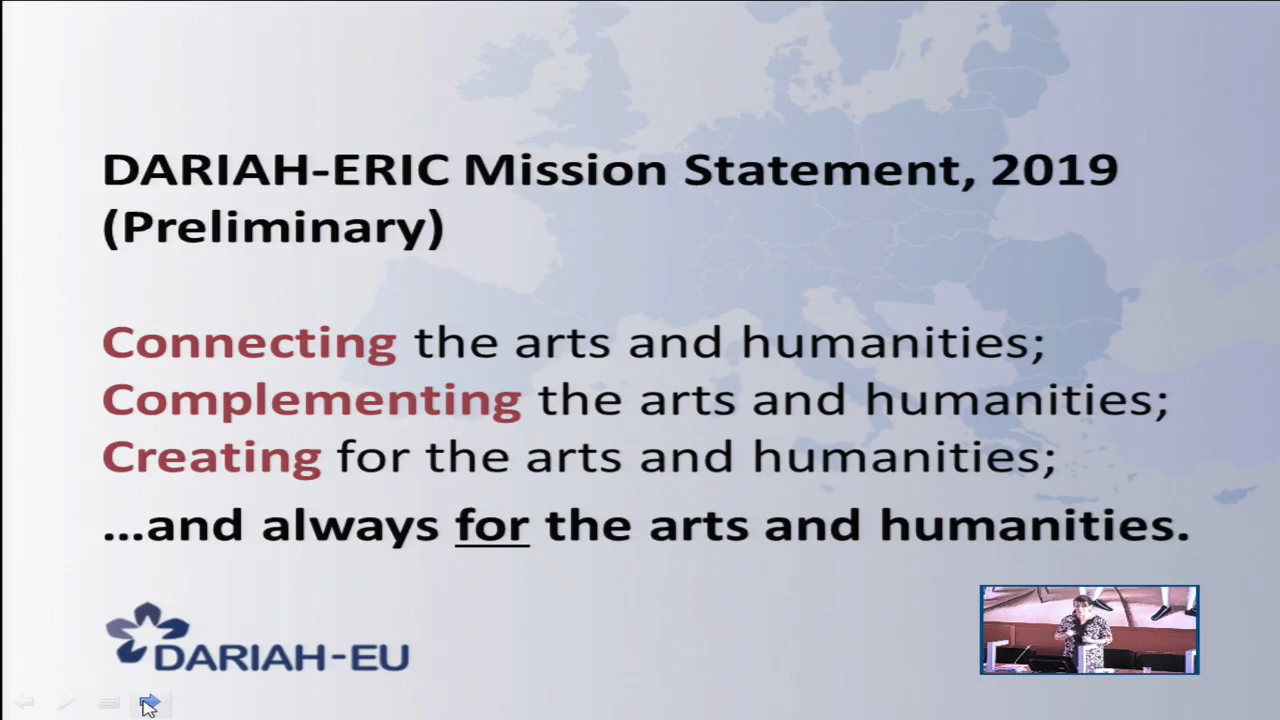 DARIAH-ERIC Mission Statement, 2019
(Preliminary)
Connecting the arts and humanities;
Complementing the arts and humanities;
Creating for the arts and humanities;
...and always for the arts and humanities.
DARIAH-EU